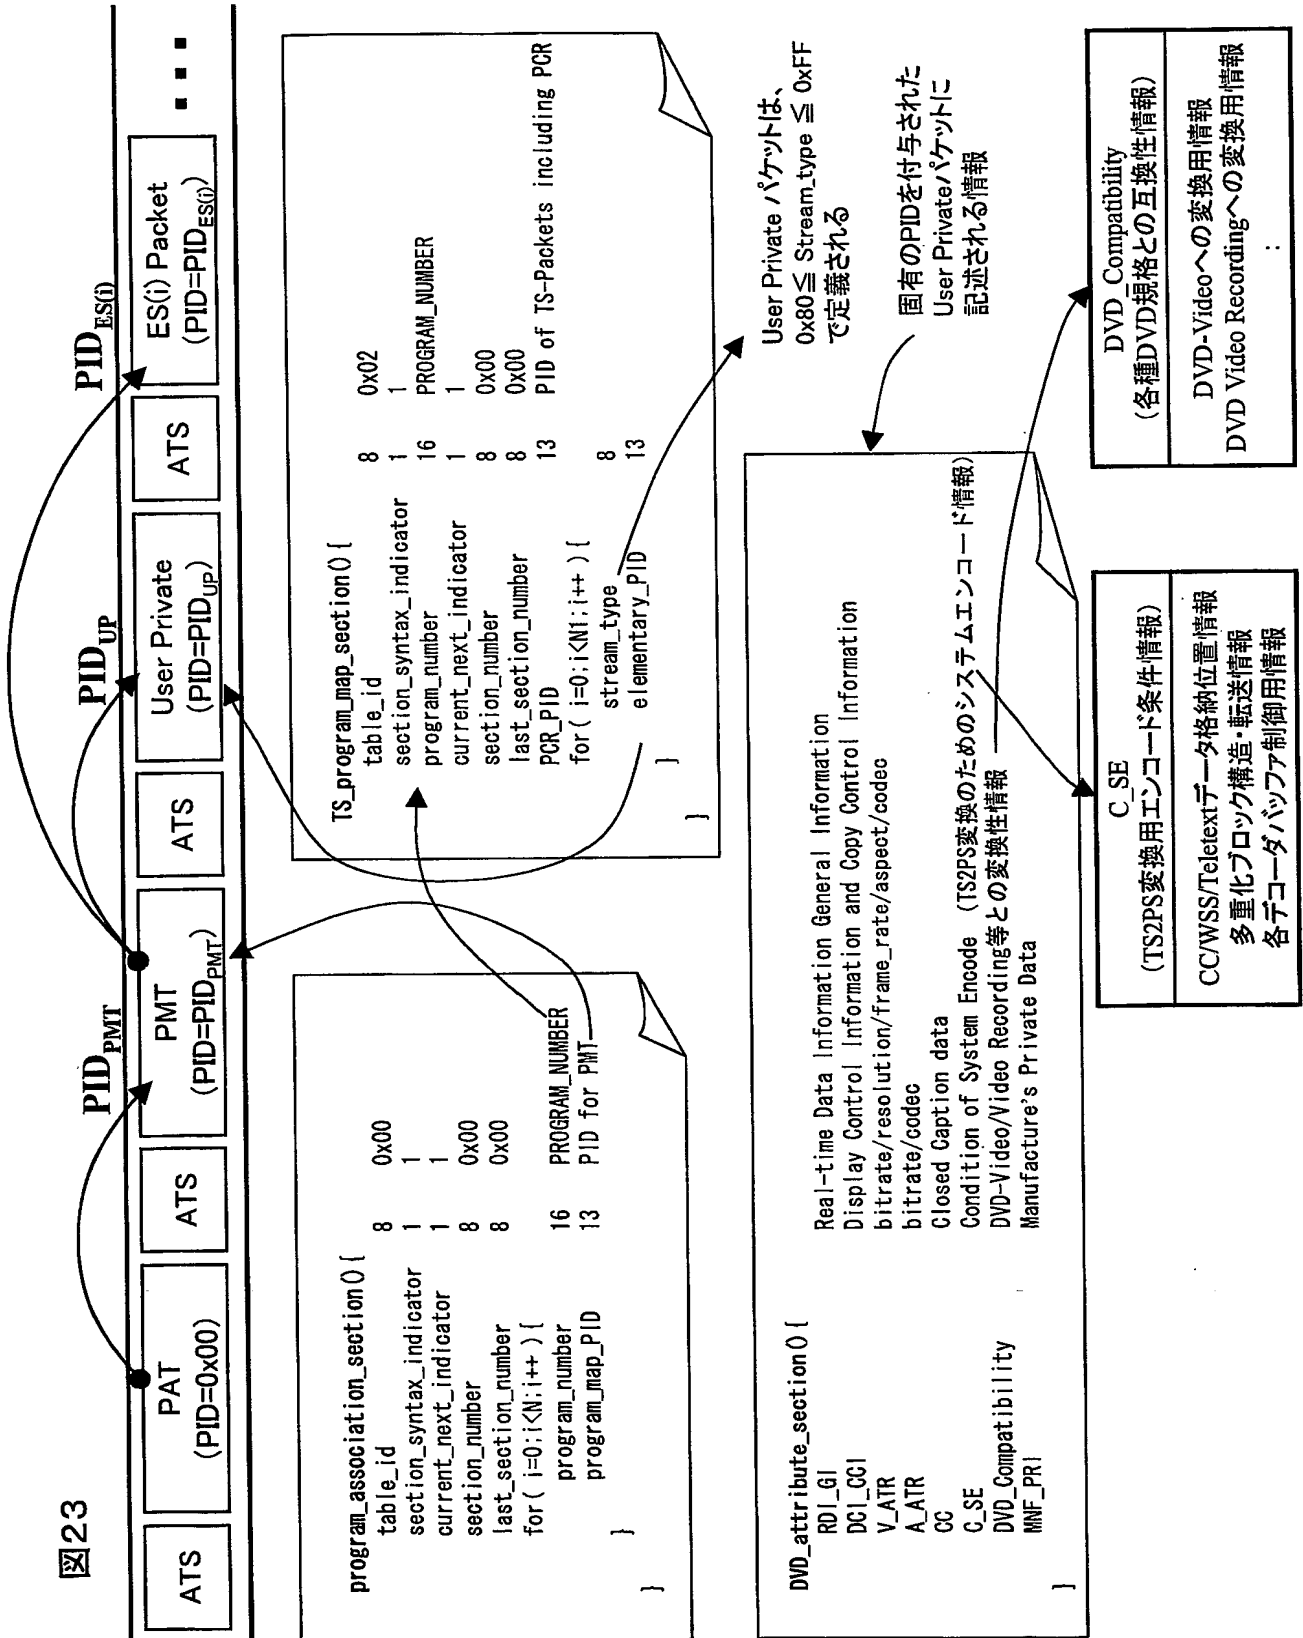 図23
PID_PMT
PID_UP
PID_ES(i)
ATS
PAT
(PID=0x00)
ATS
PMT
(PID=PID_PMT)
ATS
User Private
(PID=PID_UP)
ATS
ES(i) Packet
(PID=PID_ES(i))
program_association_section() {
table_id 8 0x00
section_syntax_indicator 1 1
current_next_indicator 1 1
section_number 8 0x00
last_section_number 8 0x00
for( i=0;i<N;i++ ) {
program_number 16 PROGRAM_NUMBER
program_map_PID 13 PID for PMT
}
TS_program_map_section() {
table_id 8 0x02
section_syntax_indicator 1 1
program_number 16 PROGRAM_NUMBER
current_next_indicator 1 1
section_number 8 0x00
last_section_number 8 0x00
PCR_PID 13 PID of TS-Packets including PCR
for( i=0;i<N1;i++ ) {
stream_type 8
elementary_PID 13
}
User Private パケットは、
0x80≦ Stream_type ≦ 0xFF
で定義される
DVD_attribute_section() {
RDI_GI Real-time Data Information General Information
DCI_CCI Display Control Information and Copy Control Information
V_ATR bitrate/resolution/frame_rate/aspect/codec
A_ATR bitrate/codec
CC Closed Caption data
C_SE Condition of System Encode (TS2PS変換のためのシステムエンコード情報)
DVD_Compatibility DVD-Video/Video Recording等との変換性情報
MNF_PRI Manufacture's Private Data
}
固有のPIDを付与された
User Privateパケットに
記述される情報
C_SE
(TS2PS変換用エンコード条件情報)
CC/WSS/Teletextデータ格納位置情報
多重化ブロック構造・転送情報
各デコーダバッファ制御用情報
DVD_Compatibility
(各種DVD規格との互換性情報)
DVD-Videoへの変換用情報
DVD Video Recordingへの変換用情報
: